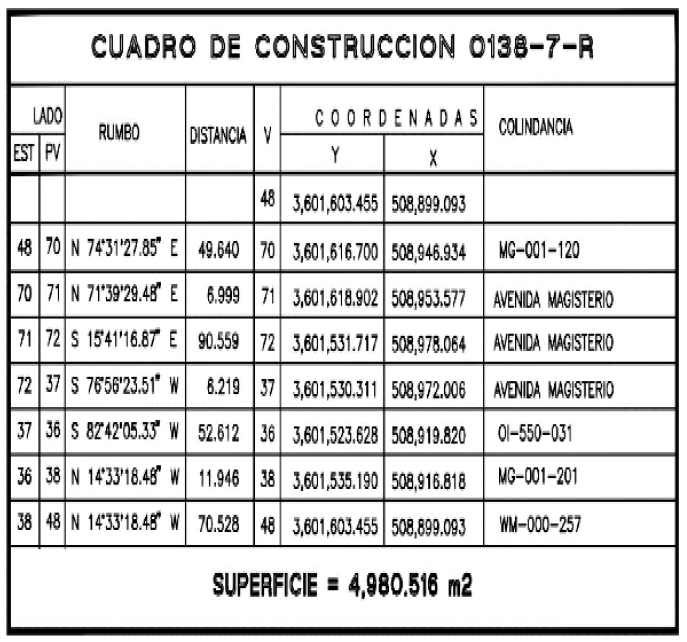 CUADRO DE CONSTRUCCION 0138-7-R
LADO RUMBO DISTANCIA V COORDENADAS COLINDANCIA
EST PV Y X
48 3,601,603.455 508,899.093
48 70 N 74°31'27.85" E 49.640 70 3,601,616.700 508,946.934 MG-001-120
70 71 N 71°39'29.48" E 6.999 71 3,601,618.902 508,953.577 AVENIDA MAGISTERIO
71 72 S 15°41'16.87" E 90.559 72 3,601,531.717 508,978.064 AVENIDA MAGISTERIO
72 37 S 76°56'23.51" W 6.219 37 3,601,530.311 508,972.006 AVENIDA MAGISTERIO
37 36 S 82°42'05.33" W 52.612 36 3,601,523.628 508,919.820 OI-550-031
36 38 N 14°33'18.48" W 11.946 38 3,601,535.190 508,916.818 MG-001-201
38 48 N 14°33'18.48" W 70.528 48 3,601,603.455 508,899.093 WM-000-257
SUPERFICIE = 4,980.516 m2